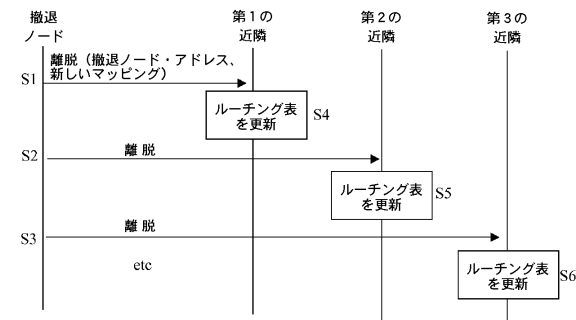 撤退
ノード
第1の
近隣
第2の
近隣
第3の
近隣
離脱（撤退ノード・アドレス、
新しいマッピング）
S1
ルーチング表
を更新
S4
S2
離 脱
ルーチング表
を更新
S5
S3
離 脱
etc
ルーチング表
を更新
S6